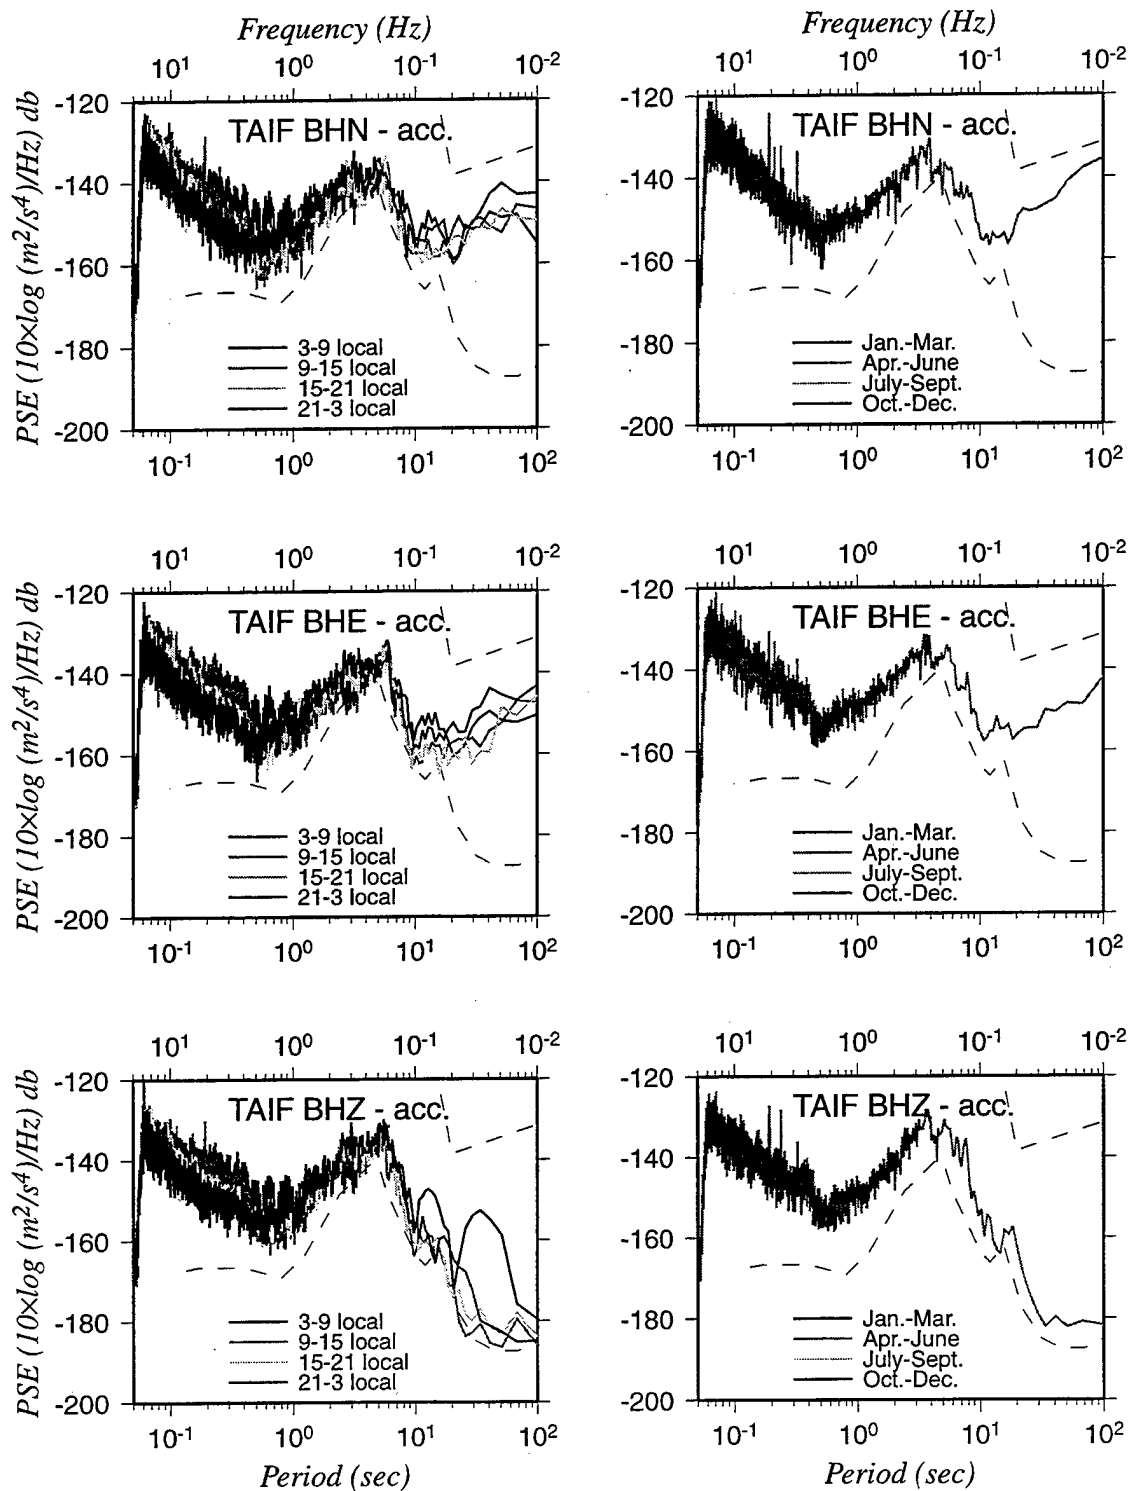 Frequency (Hz)
10¹ 10⁰ 10⁻¹ 10⁻²
PSE (10×log (m²/s⁴)/Hz) db
-120
-140
-160
-180
-200
TAIF BHN - acc.
3-9 local
9-15 local
15-21 local
21-3 local
10⁻¹ 10⁰ 10¹ 10²
Frequency (Hz)
10¹ 10⁰ 10⁻¹ 10⁻²
-120
-140
-160
-180
-200
TAIF BHN - acc.
Jan.-Mar.
Apr.-June
July-Sept.
Oct.-Dec.
10⁻¹ 10⁰ 10¹ 10²
10¹ 10⁰ 10⁻¹ 10⁻²
PSE (10×log (m²/s⁴)/Hz) db
-120
-140
-160
-180
-200
TAIF BHE - acc.
3-9 local
9-15 local
15-21 local
21-3 local
10⁻¹ 10⁰ 10¹ 10²
10¹ 10⁰ 10⁻¹ 10⁻²
-120
-140
-160
-180
-200
TAIF BHE - acc.
Jan.-Mar.
Apr.-June
July-Sept.
Oct.-Dec.
10⁻¹ 10⁰ 10¹ 10²
10¹ 10⁰ 10⁻¹ 10⁻²
PSE (10×log (m²/s⁴)/Hz) db
-120
-140
-160
-180
-200
TAIF BHZ - acc.
3-9 local
9-15 local
15-21 local
21-3 local
10⁻¹ 10⁰ 10¹ 10²
Period (sec)
10¹ 10⁰ 10⁻¹ 10⁻²
-120
-140
-160
-180
-200
TAIF BHZ - acc.
Jan.-Mar.
Apr.-June
July-Sept.
Oct.-Dec.
10⁻¹ 10⁰ 10¹ 10²
Period (sec)